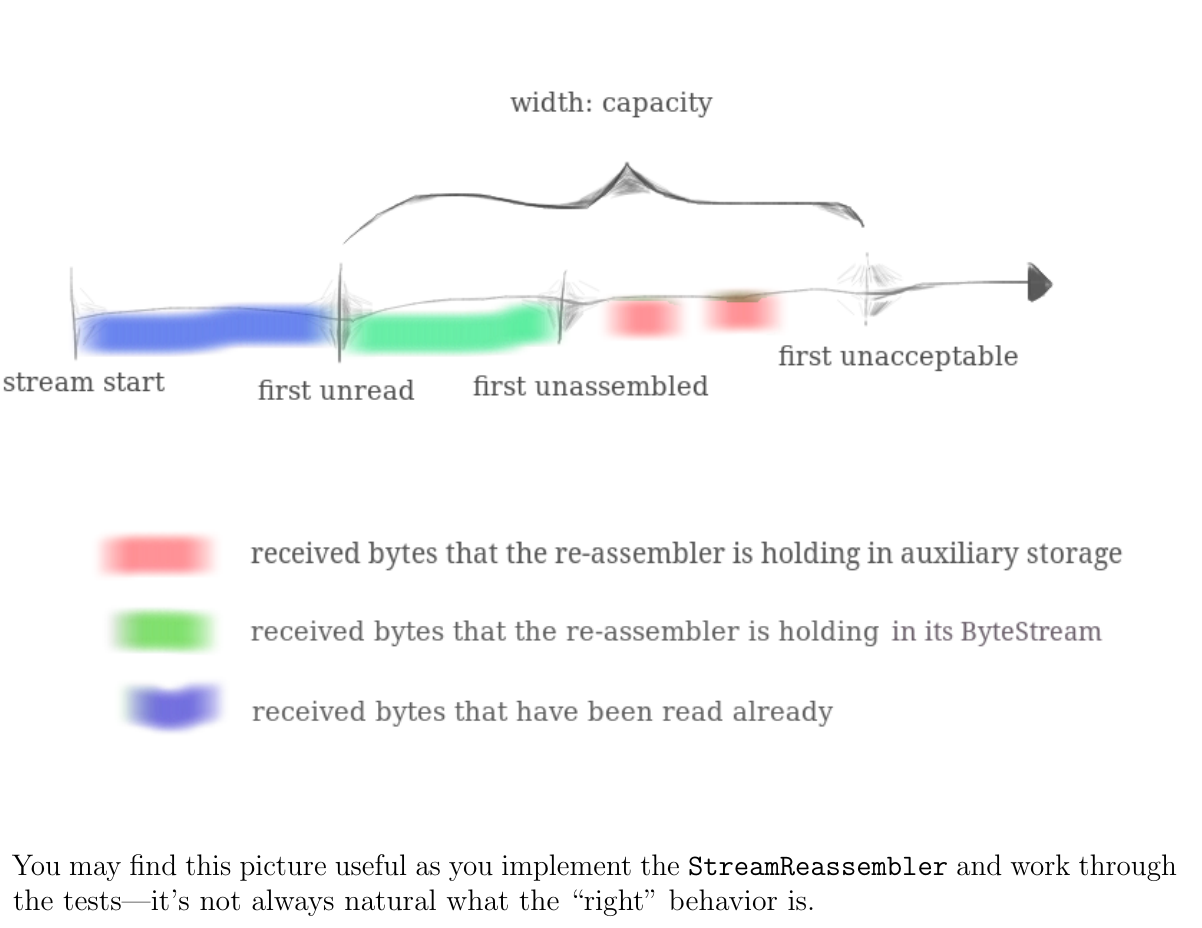 width: capacity
stream start
first unread
first unassembled
first unacceptable
received bytes that the re-assembler is holding in auxiliary storage
received bytes that the re-assembler is holding in its ByteStream
received bytes that have been read already
You may find this picture useful as you implement the StreamReassembler and work through
the tests—it's not always natural what the “right” behavior is.